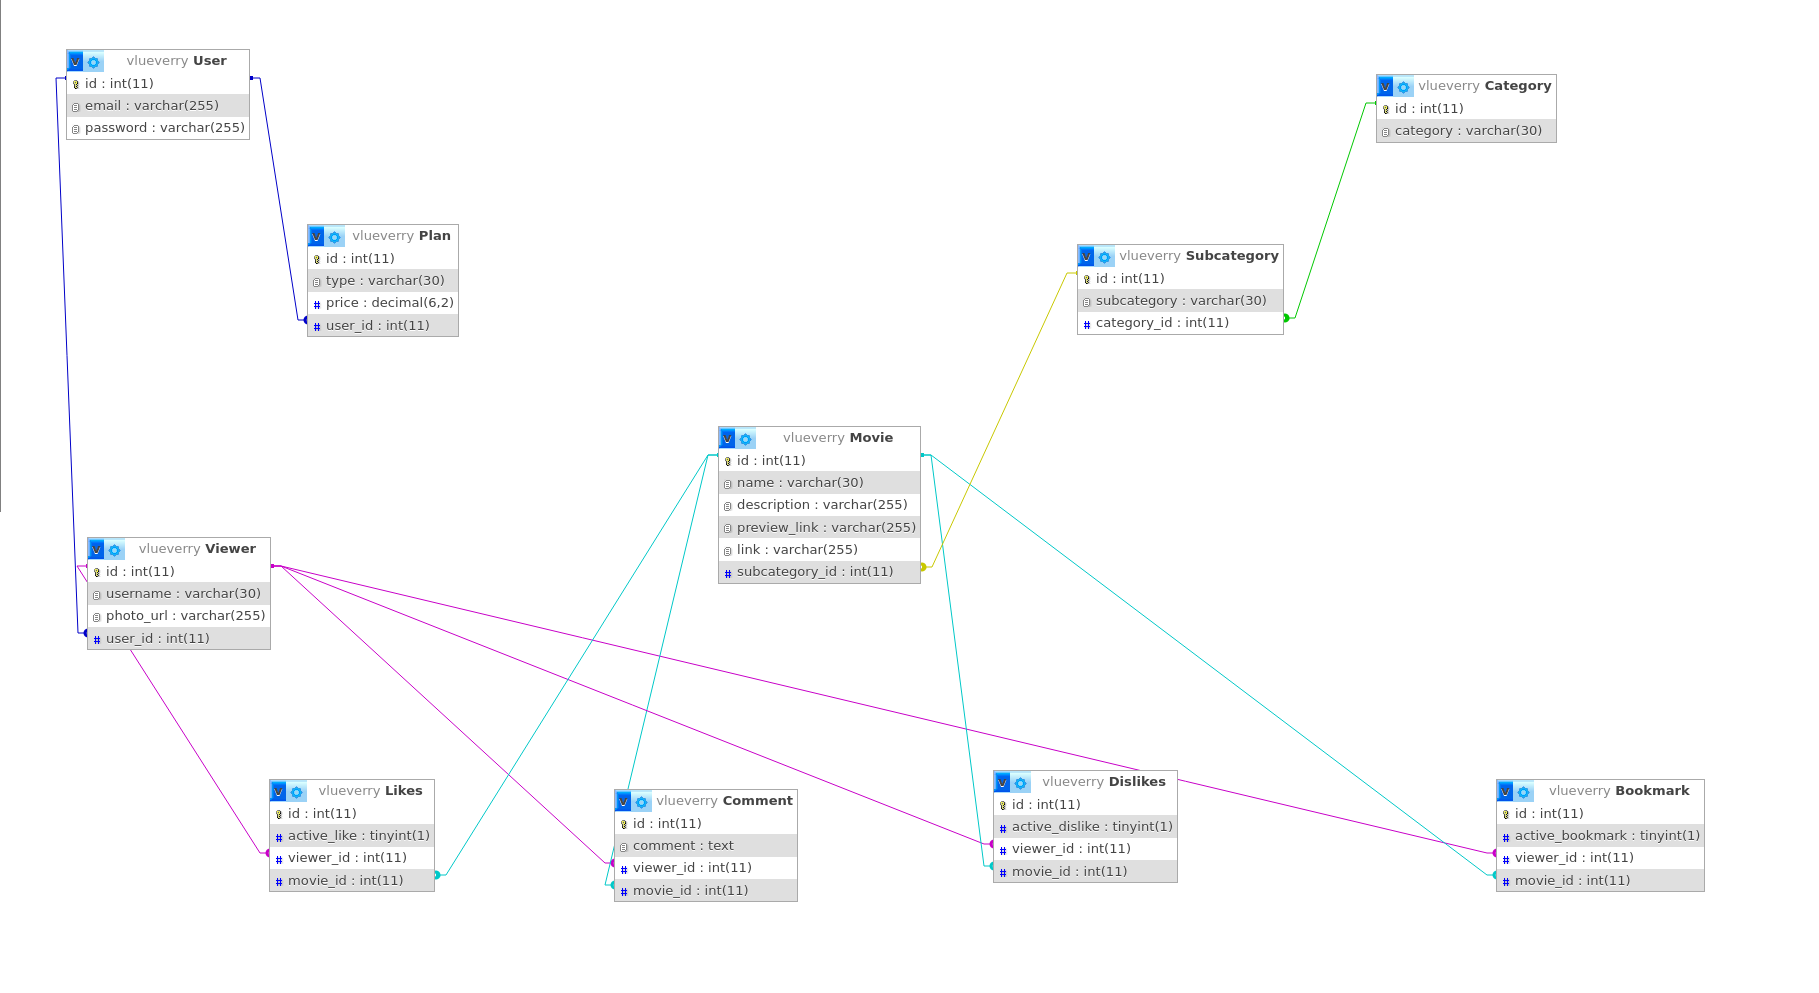 vlueverry User
id : int(11)
email : varchar(255)
password : varchar(255)
vlueverry Category
id : int(11)
category : varchar(30)
vlueverry Plan
id : int(11)
type : varchar(30)
price : decimal(6,2)
user_id : int(11)
vlueverry Subcategory
id : int(11)
subcategory : varchar(30)
category_id : int(11)
vlueverry Movie
id : int(11)
name : varchar(30)
description : varchar(255)
preview_link : varchar(255)
link : varchar(255)
subcategory_id : int(11)
vlueverry Viewer
id : int(11)
username : varchar(30)
photo_url : varchar(255)
user_id : int(11)
vlueverry Likes
id : int(11)
active_like : tinyint(1)
viewer_id : int(11)
movie_id : int(11)
vlueverry Comment
id : int(11)
comment : text
viewer_id : int(11)
movie_id : int(11)
vlueverry Dislikes
id : int(11)
active_dislike : tinyint(1)
viewer_id : int(11)
movie_id : int(11)
vlueverry Bookmark
id : int(11)
active_bookmark : tinyint(1)
viewer_id : int(11)
movie_id : int(11)